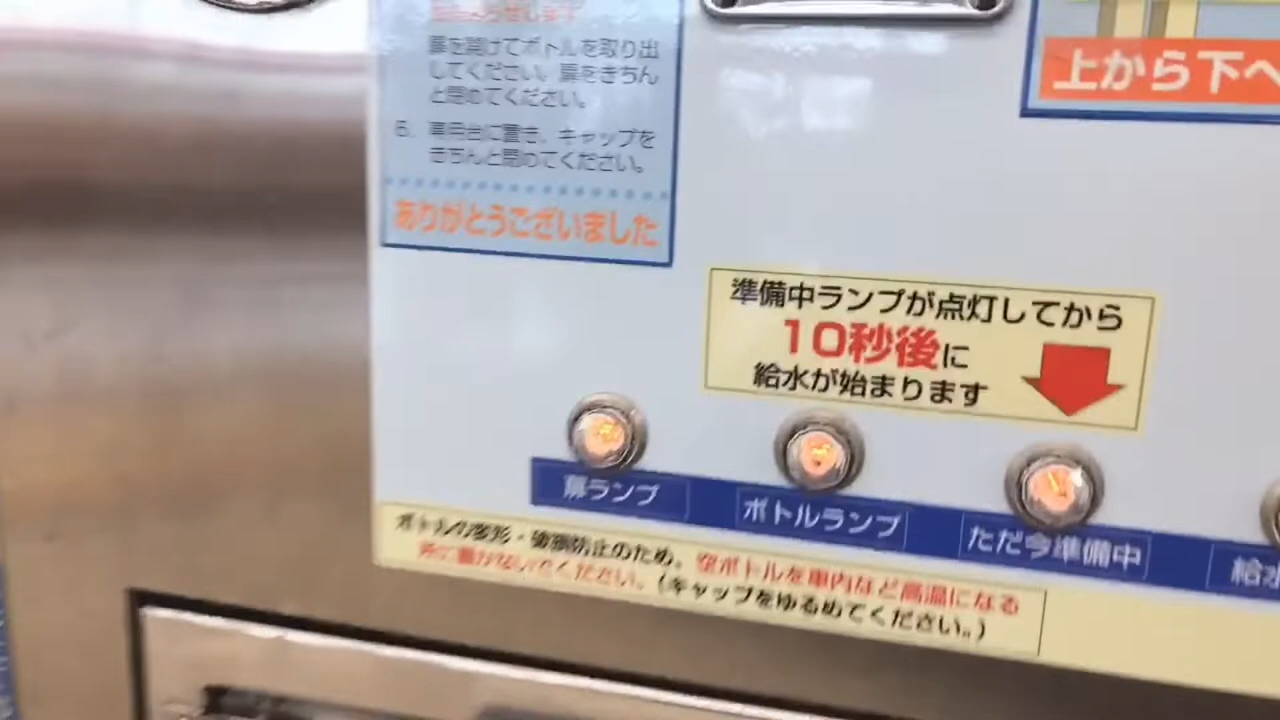 扉を開けてボトルを取り出
してください。扉をきちん
と閉めてください。
6. 専用台に置き、キャップを
きちんと閉めてください。
ありがとうございました
上から下へ
準備中ランプが点灯してから
10秒後に
給水が始まります
扉ランプ
ボトルランプ
ただ今準備中
給水
ボトルの変形・破損防止のため、空ボトルを車内など高温になる
所に置かないでください。(キャップをゆるめてください。)